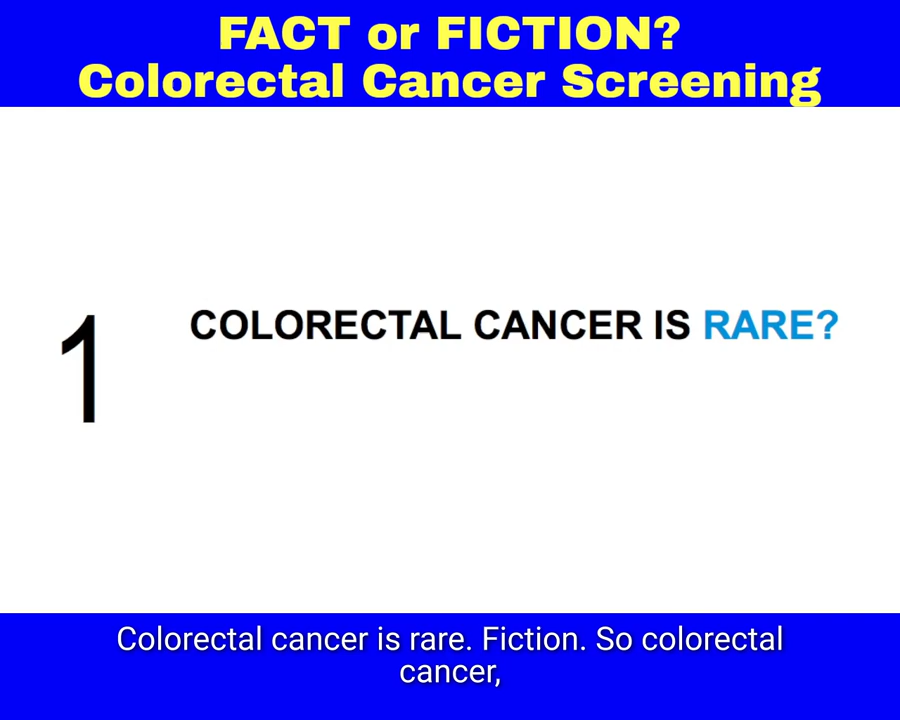 FACT or FICTION?
Colorectal Cancer Screening
1
COLORECTAL CANCER IS RARE?
Colorectal cancer is rare. Fiction. So colorectal
cancer,